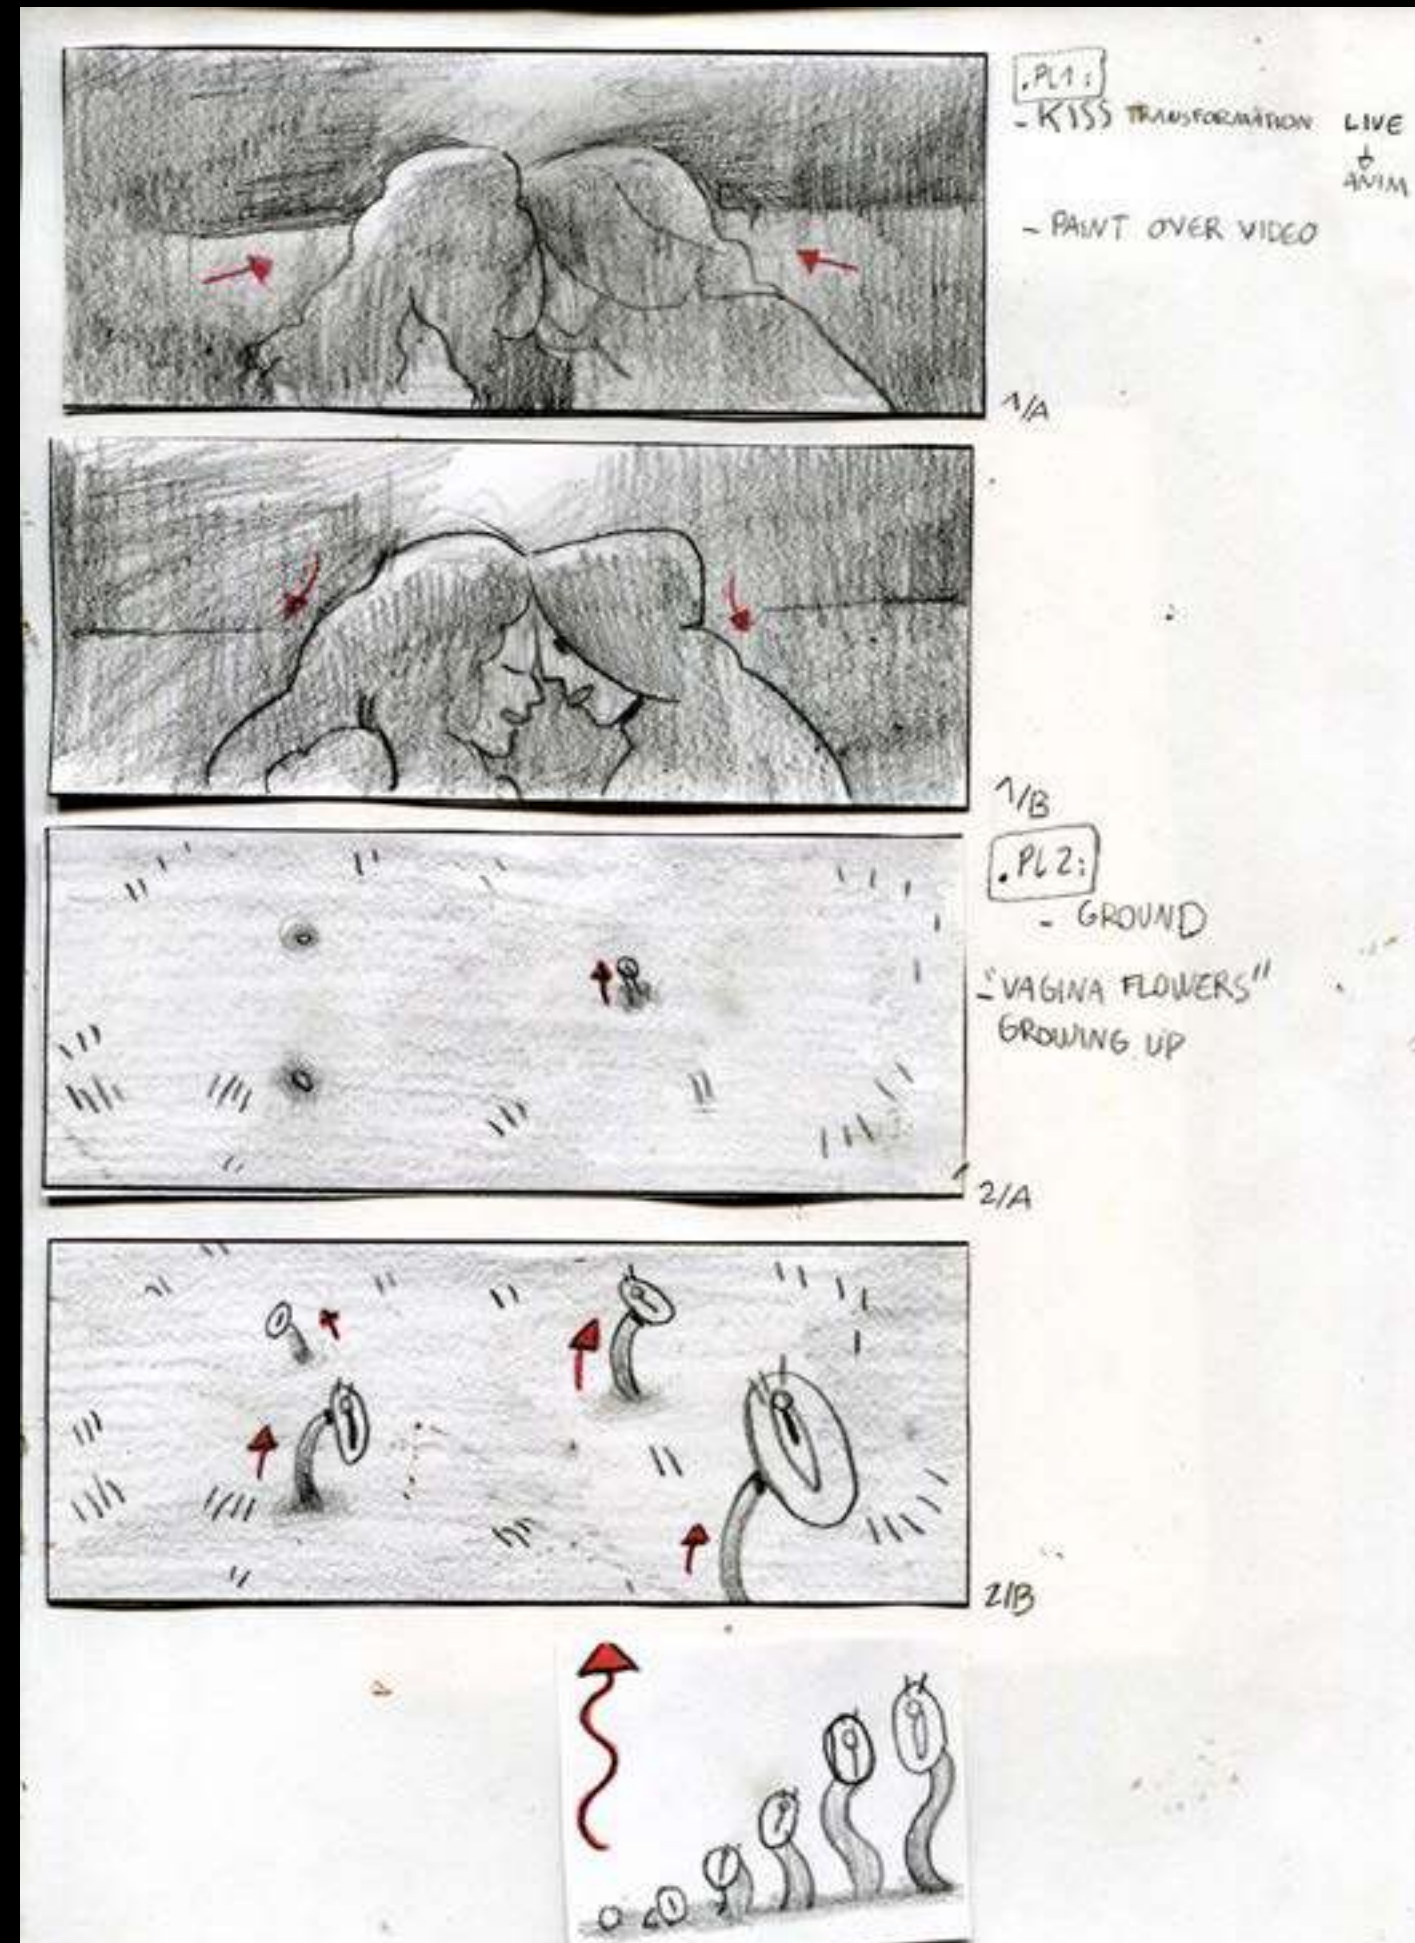 .PL1:
- KISS TRANSFORMATION LIVE
↓
ANIM
- PAINT OVER VIDEO
1/A
1/B
.PL2:
- GROUND
- "VAGINA FLOWERS"
GROWING UP
2/A
2/B